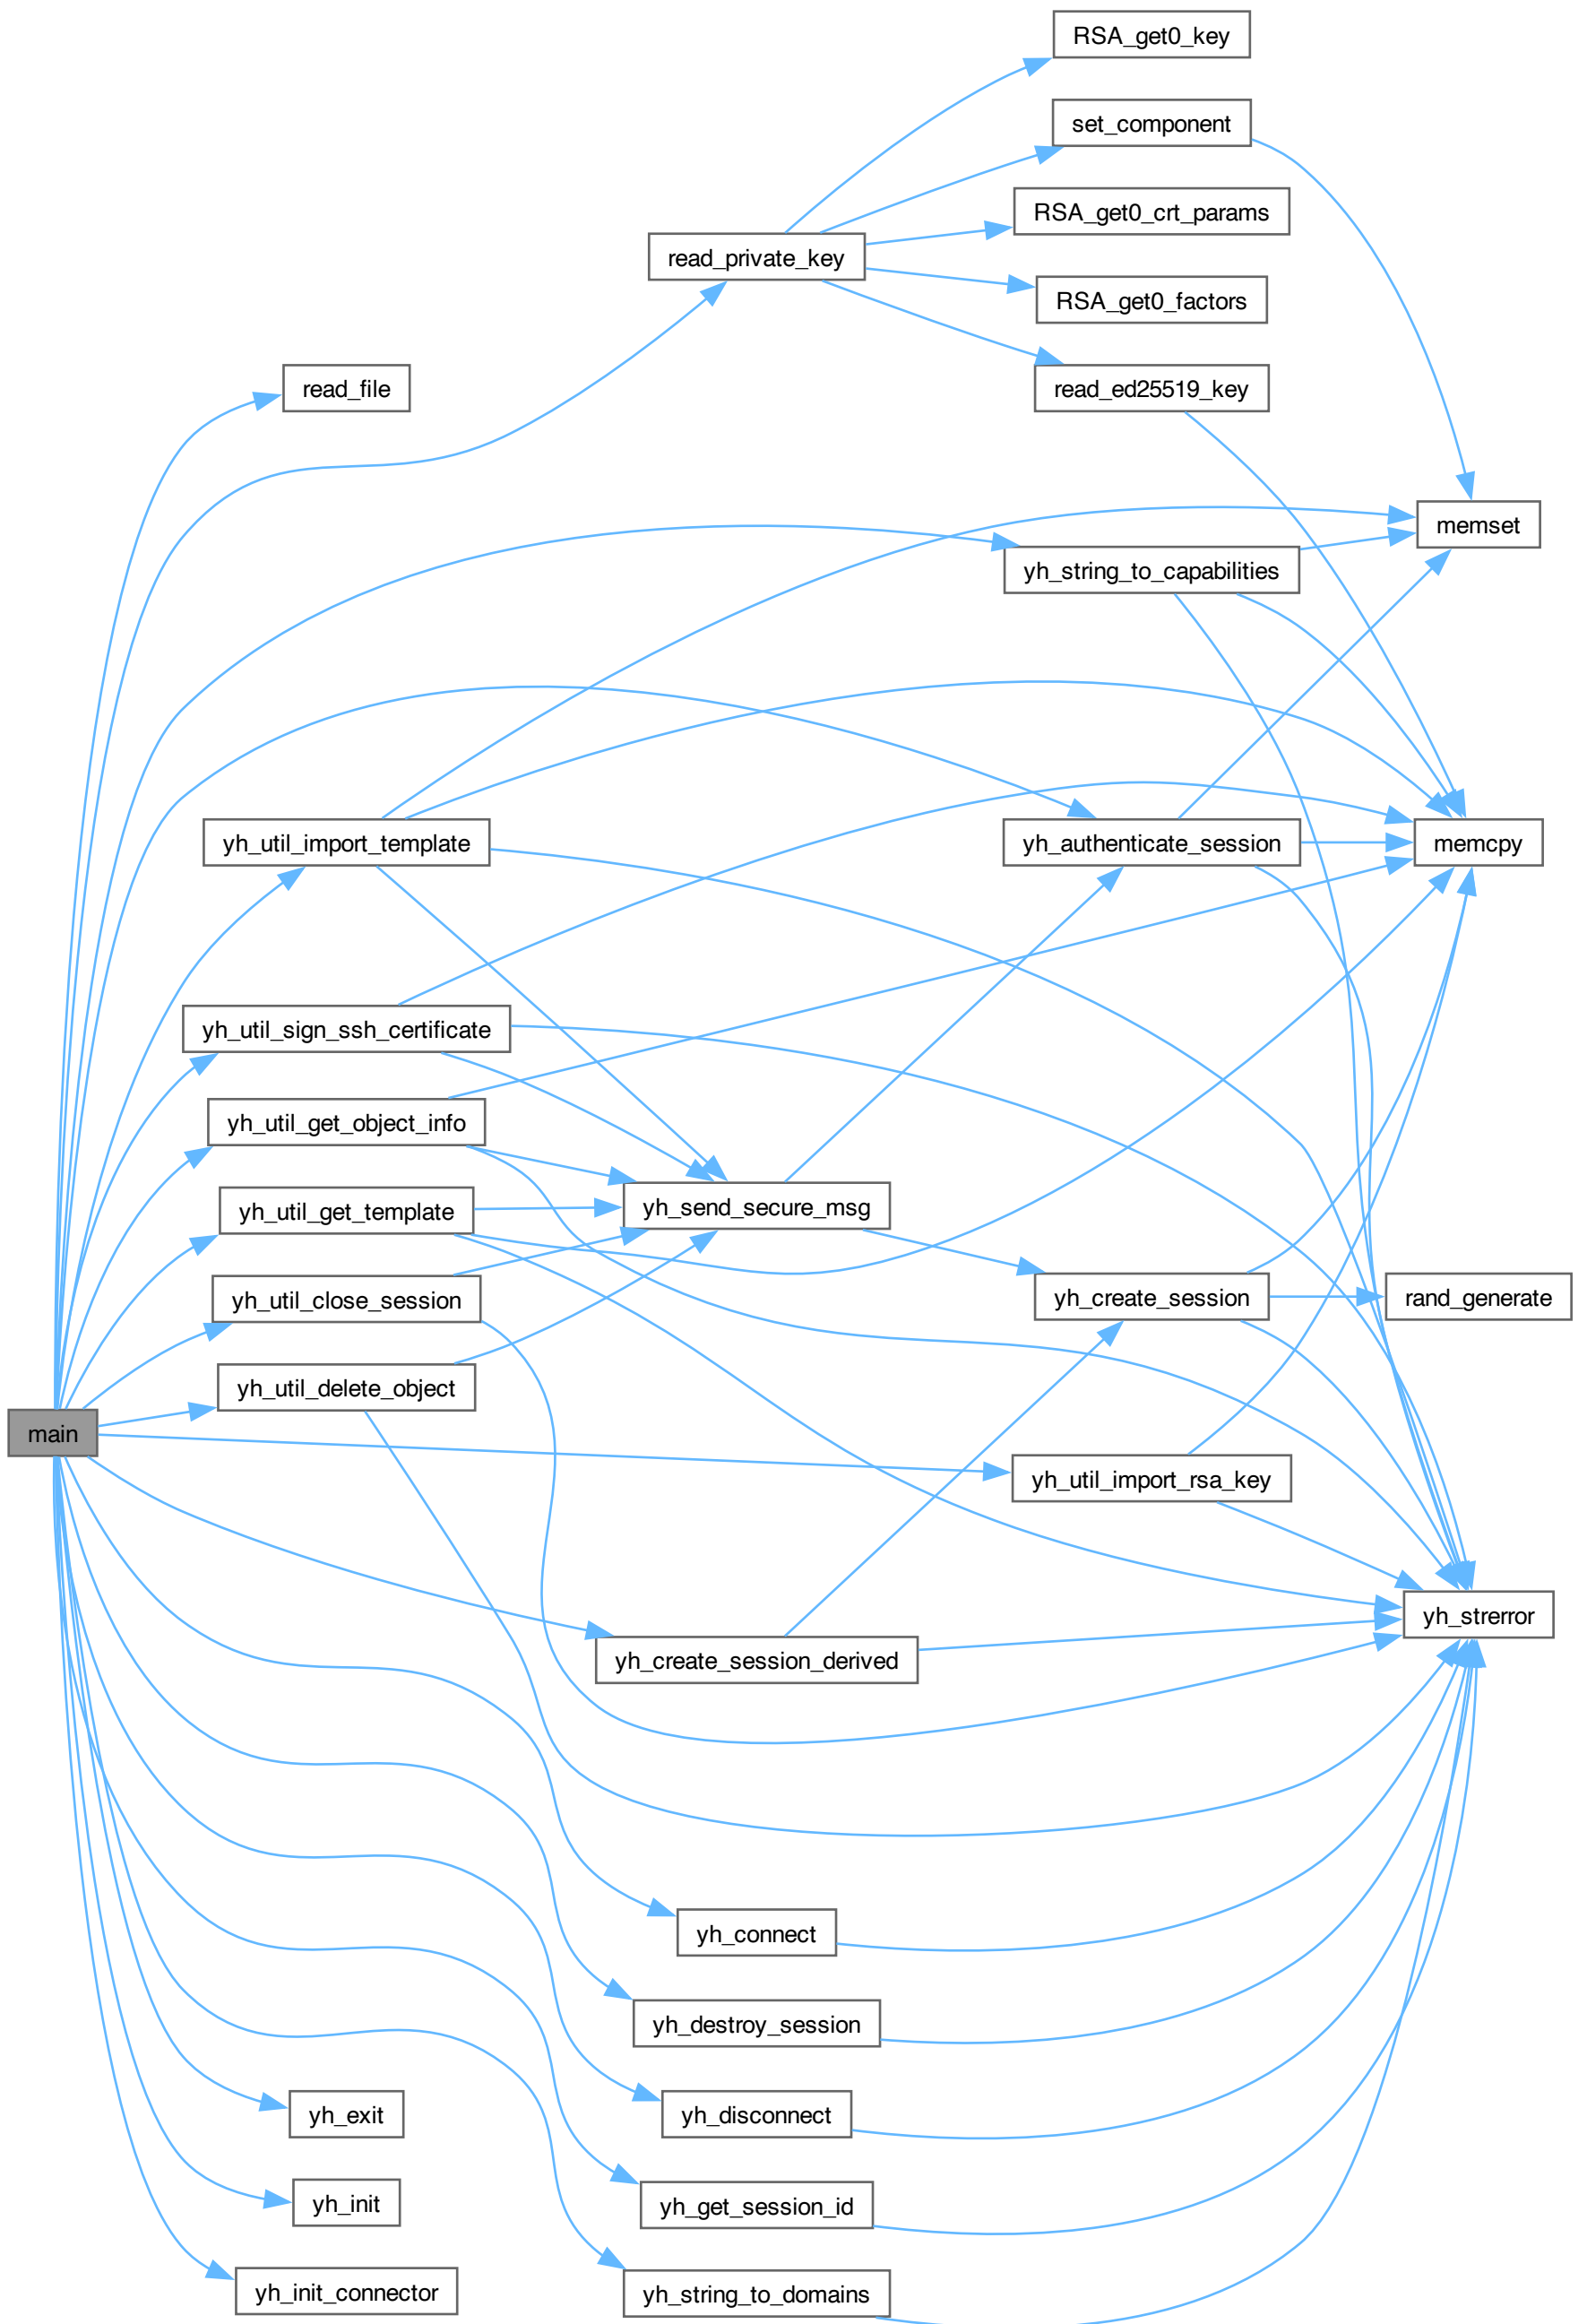 RSA_get0_key
set_component
RSA_get0_crt_params
read_private_key
RSA_get0_factors
read_file
read_ed25519_key
memset
yh_string_to_capabilities
yh_util_import_template
yh_authenticate_session
memcpy
yh_util_sign_ssh_certificate
yh_util_get_object_info
yh_util_get_template
yh_send_secure_msg
yh_util_close_session
yh_create_session
rand_generate
yh_util_delete_object
main
yh_util_import_rsa_key
yh_strerror
yh_create_session_derived
yh_connect
yh_destroy_session
yh_exit
yh_disconnect
yh_init
yh_get_session_id
yh_init_connector
yh_string_to_domains